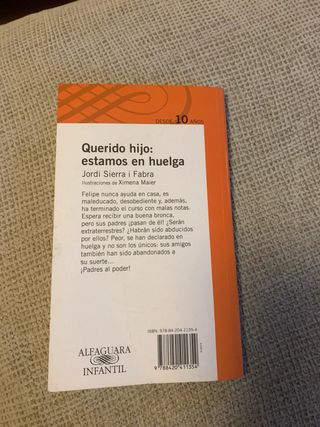 DESDE 10 AÑOS
Querido hijo:
estamos en huelga
Jordi Sierra i Fabra
Ilustraciones de Ximena Maier
Felipe nunca ayuda en casa, es
maleducado, desobediente y, además,
ha terminado el curso con malas notas.
Espera recibir una buena bronca,
pero sus padres ¡pasan de él! ¿Serán
extraterrestres? ¿Habrán sido abducidos
por ellos? Peor, se han declarado en
huelga y no son los únicos: sus amigos
también han sido abandonados a
su suerte...
¡Padres al poder!
ALFAGUARA
INFANTIL
9 788420 411354